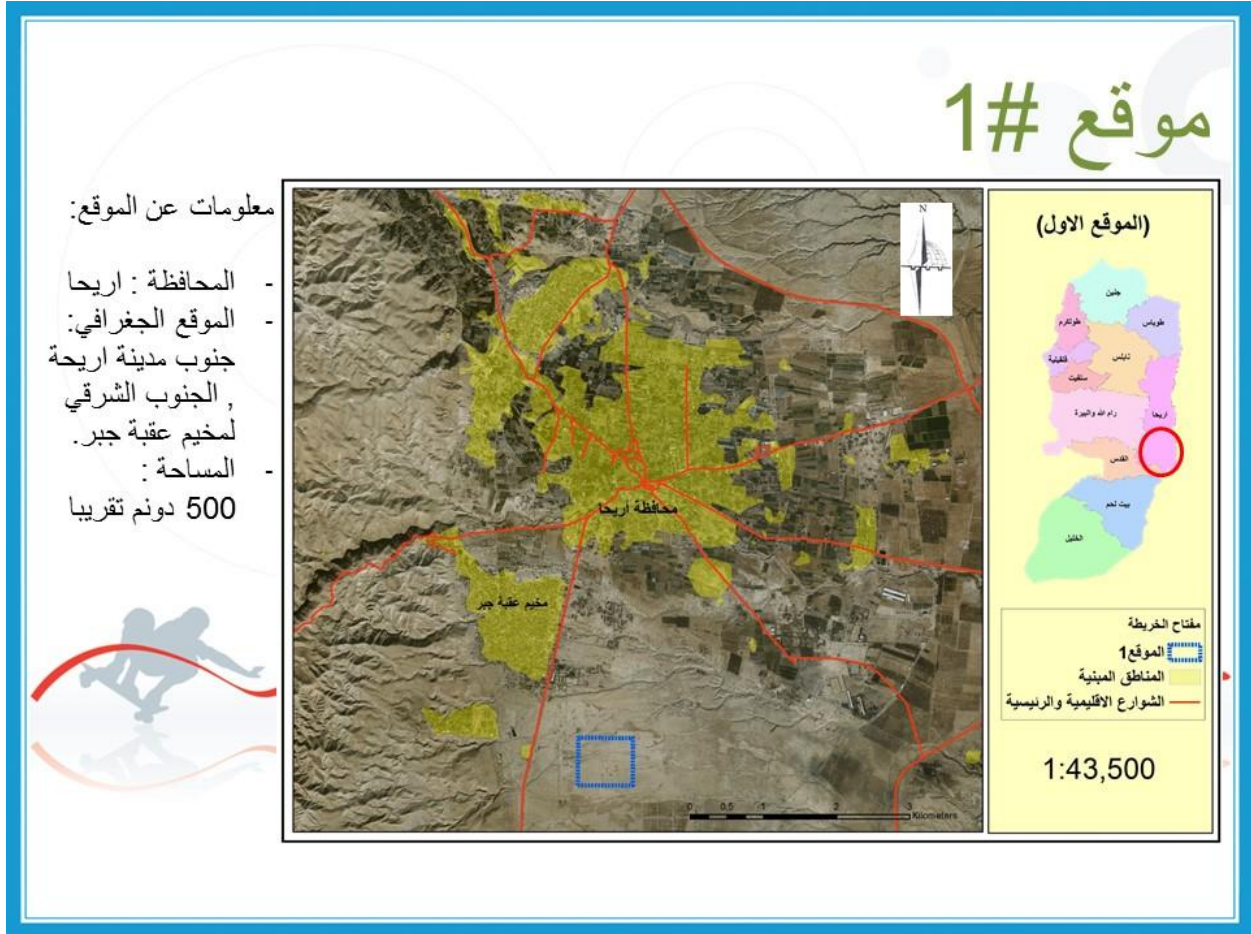 موقع #1
معلومات عن الموقع:
- المحافظة : اريحا
- الموقع الجغرافي:
جنوب مدينة اريحة
, الجنوب الشرقي
لمخيم عقبة جبر.
- المساحة :
500 دونم تقريبا
N
محافظة اريحا
مخيم عقبة جبر
0 0.5 1 2 3
Kilometers
(الموقع الاول)
جنين
طوباس
طولكرم
نابلس
قلقيلية
سلفيت
رام الله والبيرة
اريحا
القدس
بيت لحم
الخليل
مفتاح الخريطة
الموقع1
المناطق المبنية
الشوارع الاقليمية والرئيسية
1:43,500